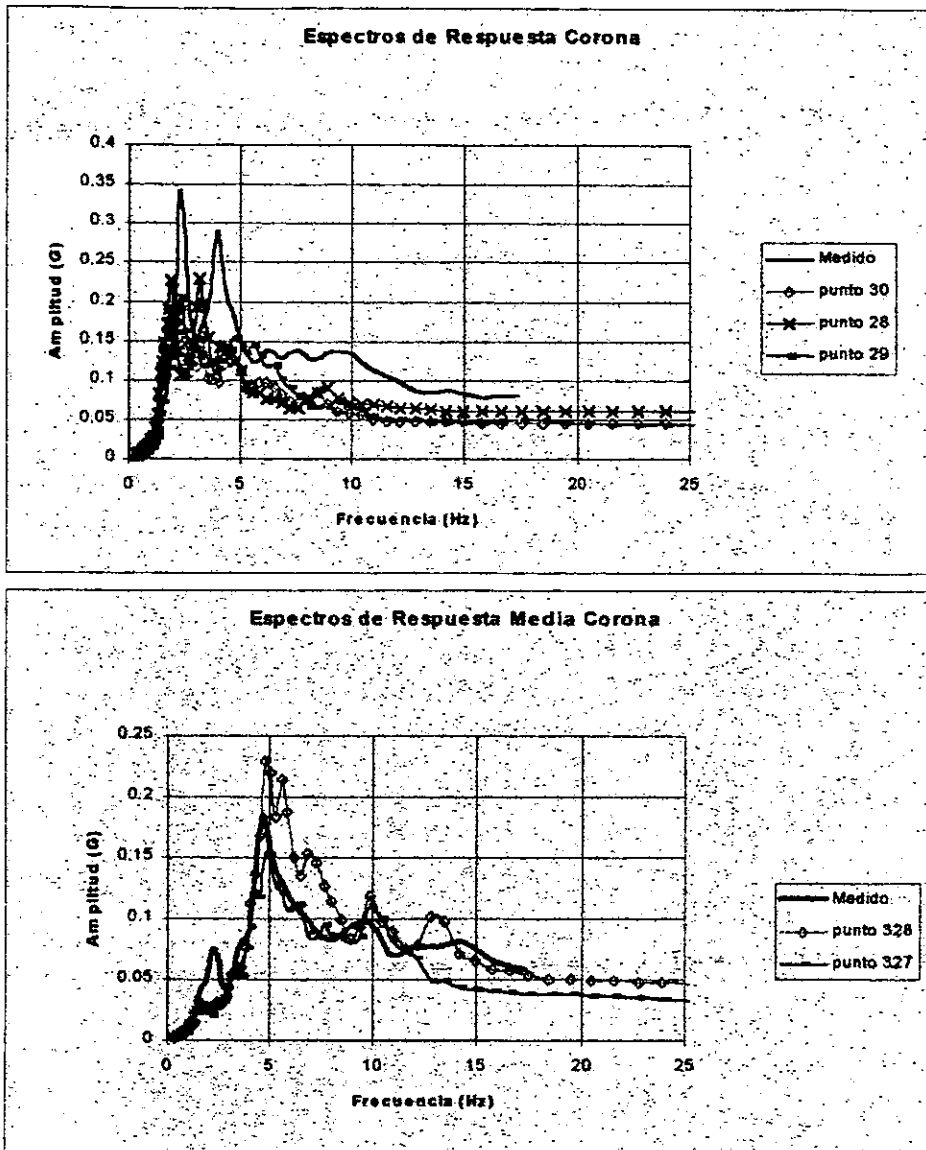 Espectros de Respuesta Corona
0.4
0.35
0.3
0.25
0.2
0.15
0.1
0.05
0
Amplitud (G)
0 5 10 15 20 25
Frecuencia (Hz)
Medido
punto 30
punto 28
punto 29
Espectros de Respuesta Media Corona
0.25
0.2
0.15
0.1
0.05
0
Amplitud (G)
0 5 10 15 20 25
Frecuencia (Hz)
Medido
punto 328
punto 327